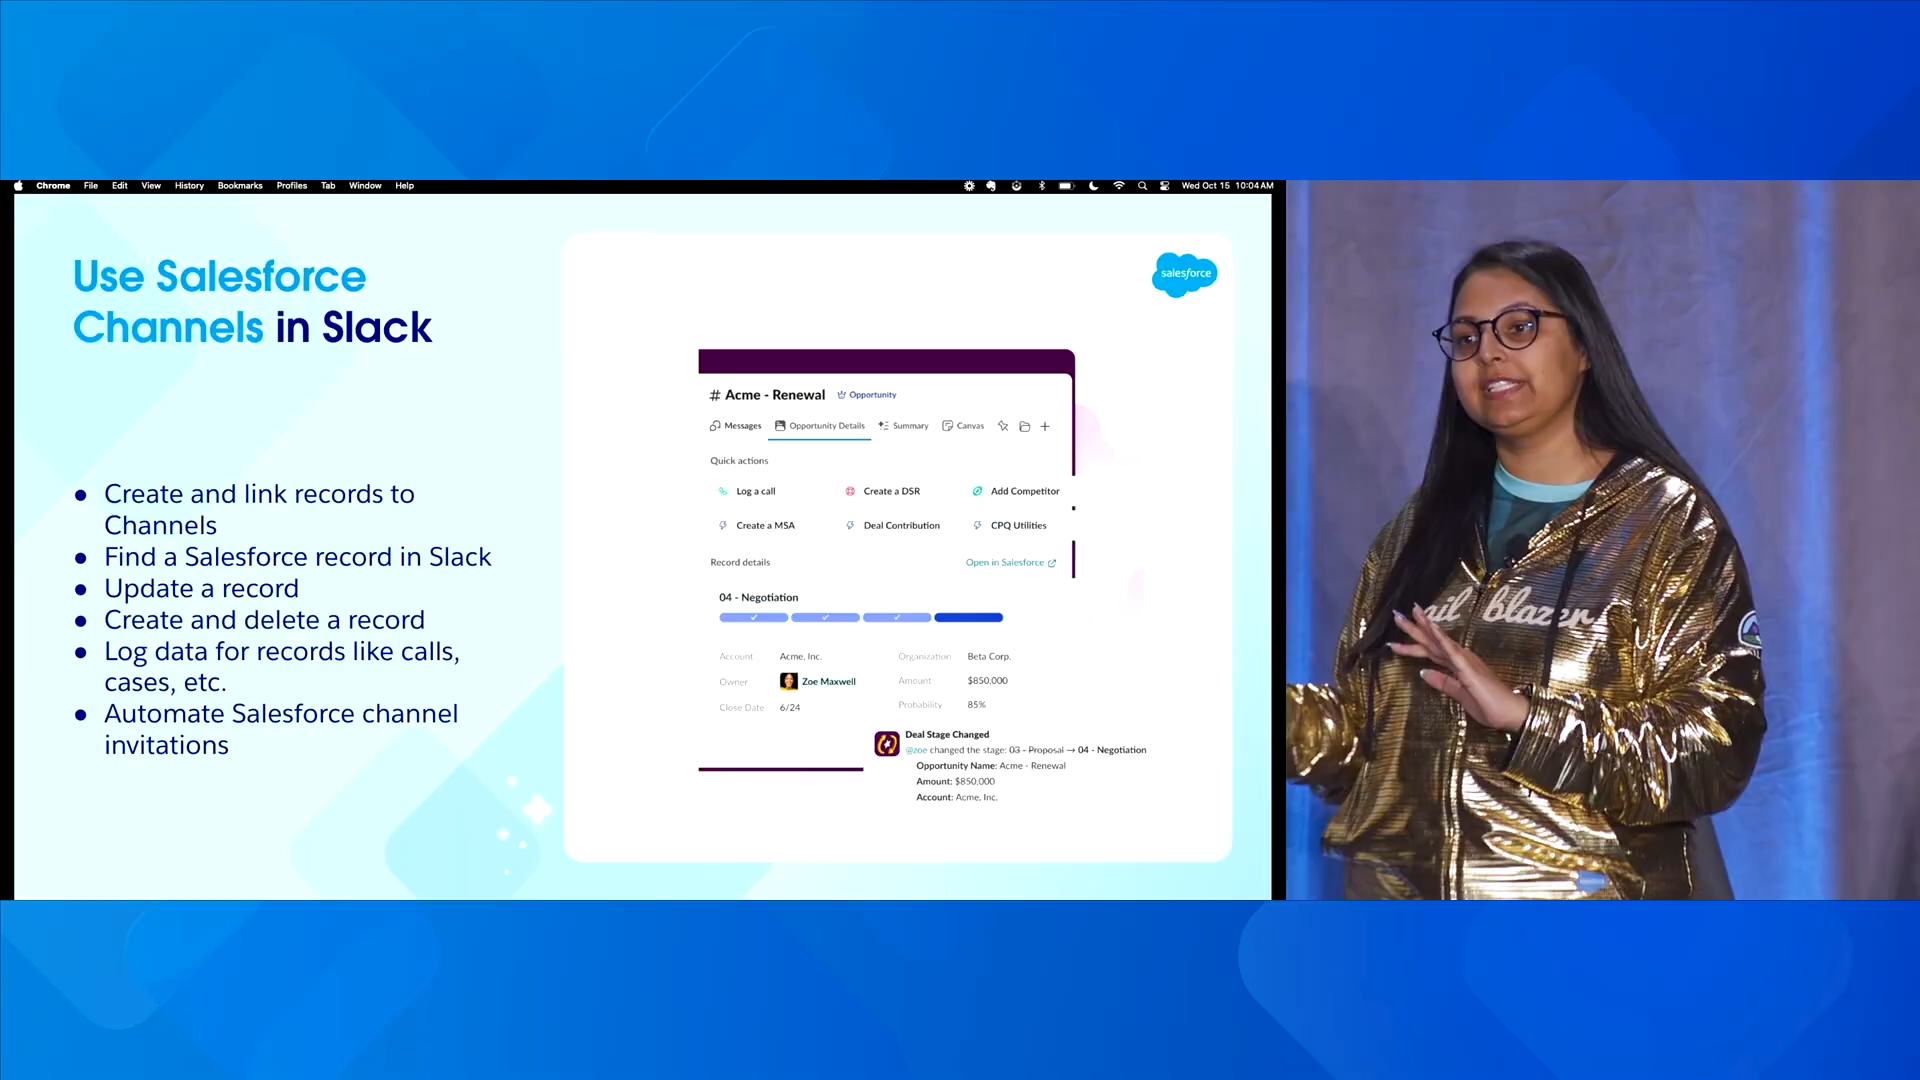 Chrome File Edit View History Bookmarks Profiles Tab Window Help Wed Oct 15 10:04 AM
Use Salesforce
Channels in Slack
● Create and link records to
Channels
● Find a Salesforce record in Slack
● Update a record
● Create and delete a record
● Log data for records like calls,
cases, etc.
● Automate Salesforce channel
invitations
salesforce
# Acme - Renewal Opportunity
Messages Opportunity Details Summary Canvas
Quick actions
Log a call Create a DSR Add Competitor
Create a MSA Deal Contribution CPQ Utilities
Record details Open in Salesforce
04 - Negotiation
Account Acme, Inc. Organization Beta Corp.
Owner Zoe Maxwell Amount $850,000
Close Date 6/24 Probability 85%
Deal Stage Changed
@zoe changed the stage: 03 - Proposal → 04 - Negotiation
Opportunity Name: Acme - Renewal
Amount: $850,000
Account: Acme, Inc.
ail blazer